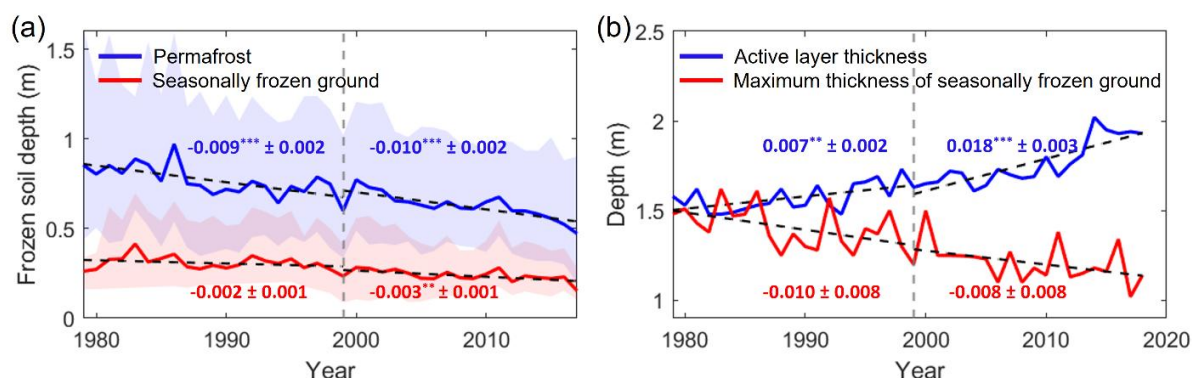 (a)
Frozen soil depth (m)
1.5
1
0.5
0
Permafrost
Seasonally frozen ground
-0.009*** ± 0.002
-0.010*** ± 0.002
-0.002 ± 0.001
-0.003** ± 0.001
1980
1990
2000
2010
Year
(b)
Depth (m)
2.5
2
1.5
1
Active layer thickness
Maximum thickness of seasonally frozen ground
0.007** ± 0.002
0.018*** ± 0.003
-0.010 ± 0.008
-0.008 ± 0.008
1980
1990
2000
2010
2020
Year